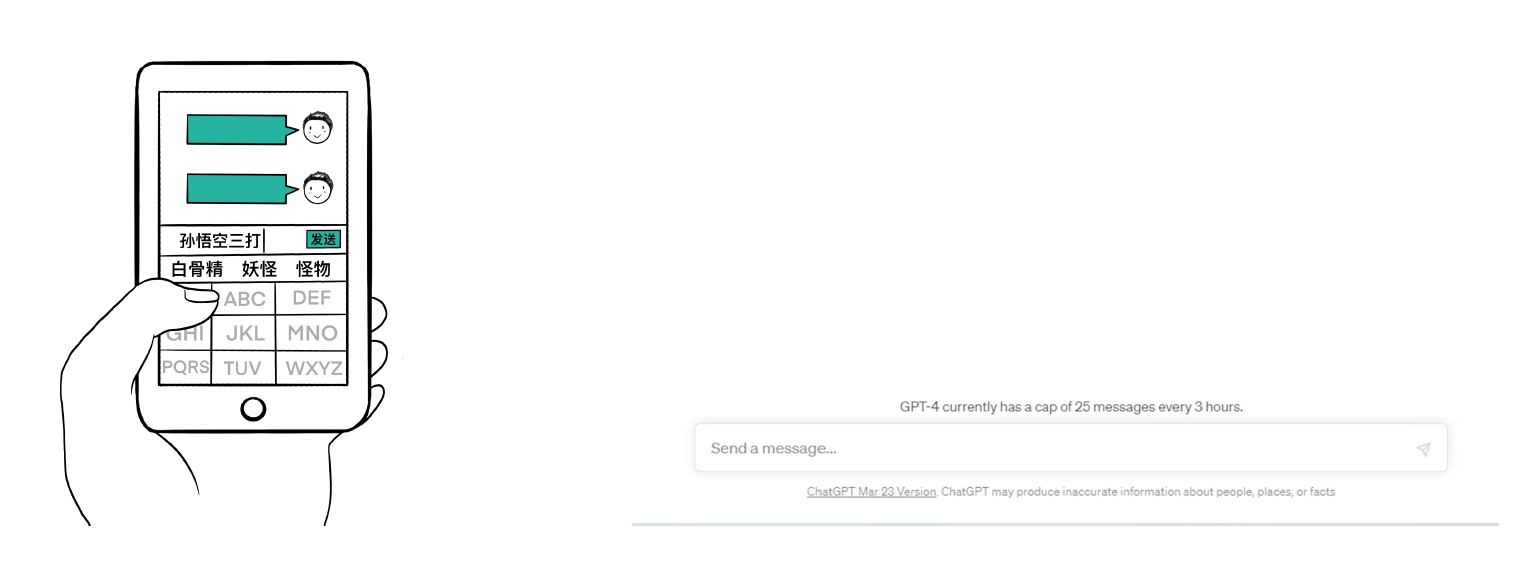 孙悟空三打 发送
白骨精 妖怪 怪物
ABC DEF
GHI JKL MNO
PQRS TUV WXYZ
GPT-4 currently has a cap of 25 messages every 3 hours.
Send a message...
ChatGPT Mar 23 Version. ChatGPT may produce inaccurate information about people, places, or facts